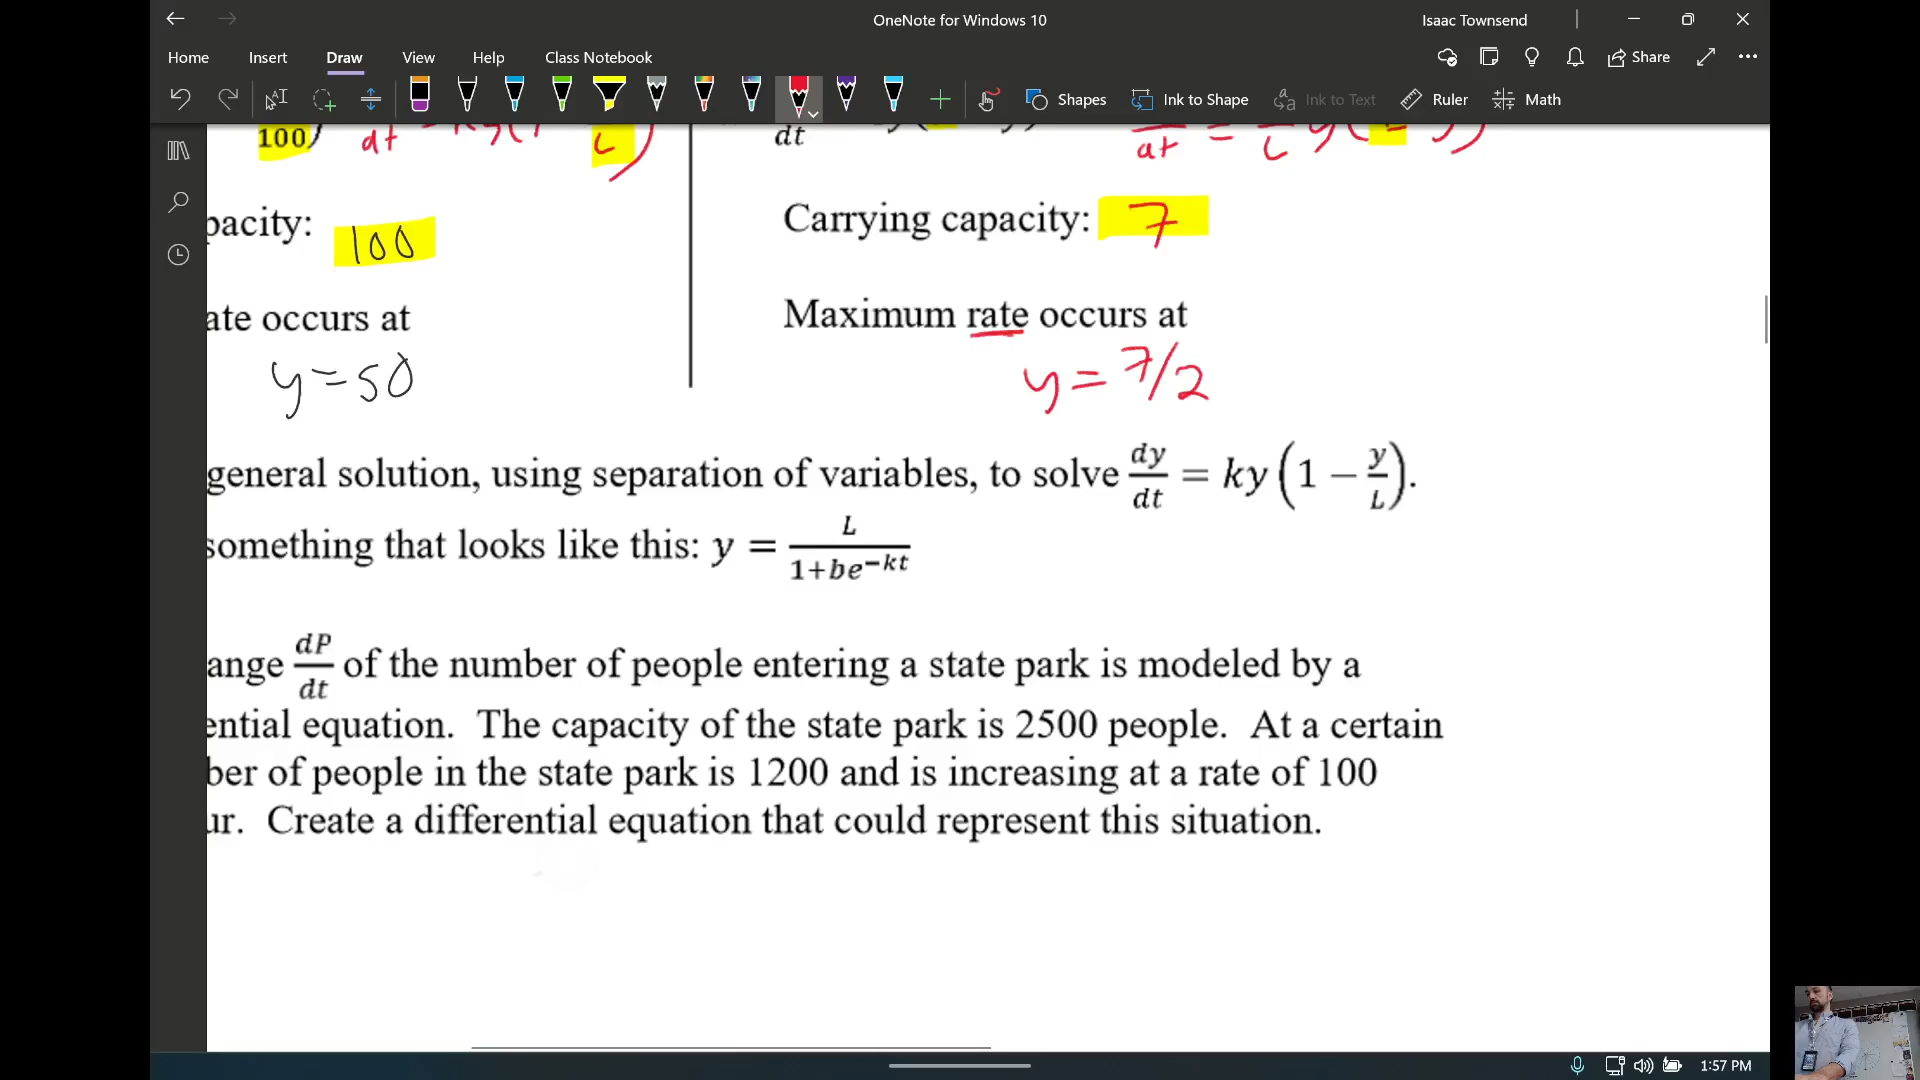 OneNote for Windows 10
Isaac Townsend
Home Insert Draw View Help Class Notebook
Share
Shapes Ink to Shape Ink to Text Ruler Math
100) dt
L
dt
dt = L y(
pacity: 100
Carrying capacity: 7
ate occurs at
Maximum rate occurs at
y=50
y = 7/2
general solution, using separation of variables, to solve dy/dt = ky(1 − y/L).
something that looks like this: y = L/1+be^−kt
ange dP/dt of the number of people entering a state park is modeled by a
ential equation. The capacity of the state park is 2500 people. At a certain
ber of people in the state park is 1200 and is increasing at a rate of 100
ur. Create a differential equation that could represent this situation.
1:57 PM